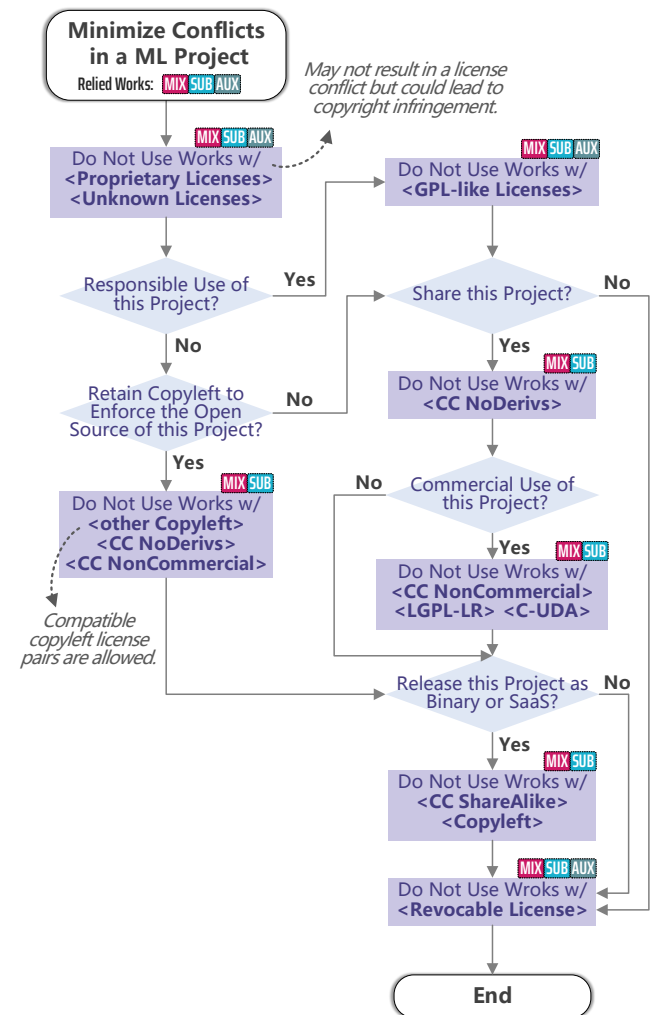 Minimize Conflicts
in a ML Project
Relied Works: MIX SUB AUX
May not result in a license
conflict but could lead to
copyright infringement.
MIX SUB AUX
Do Not Use Works w/
<Proprietary Licenses>
<Unknown Licenses>
MIX SUB AUX
Do Not Use Works w/
<GPL-like Licenses>
Responsible Use of
this Project?
Yes
No
Share this Project?
No
Yes
Retain Copyleft to
Enforce the Open
Source of this Project?
No
Yes
MIX SUB
Do Not Use Wroks w/
<CC NoDerivs>
MIX SUB
Do Not Use Works w/
<other Copyleft>
<CC NoDerivs>
<CC NonCommercial>
Compatible
copyleft license
pairs are allowed.
No
Commercial Use of
this Project?
Yes
MIX SUB
Do Not Use Wroks w/
<CC NonCommercial>
<LGPL-LR> <C-UDA>
Release this Project as
Binary or SaaS?
No
Yes
MIX SUB
Do Not Use Wroks w/
<CC ShareAlike>
<Copyleft>
MIX SUB AUX
Do Not Use Wroks w/
<Revocable License>
End